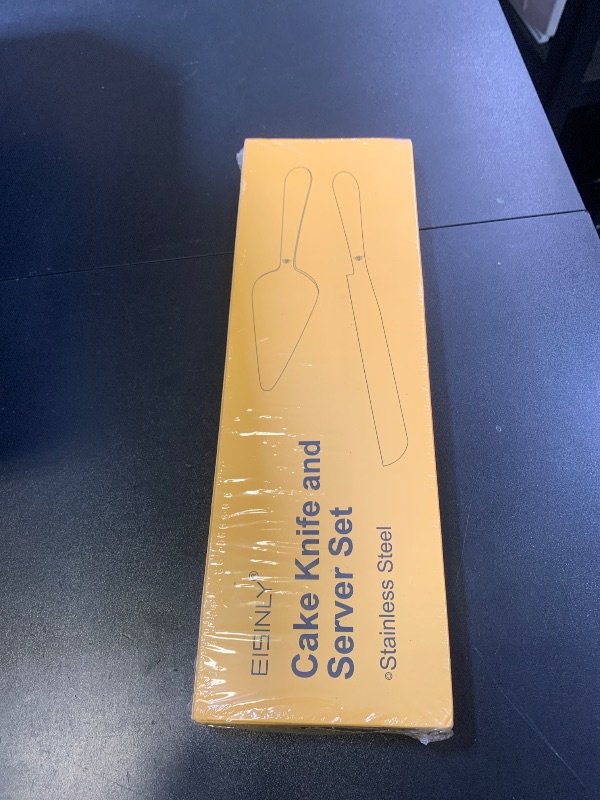 EISINLY®
Cake Knife and
Server Set
Stainless Steel